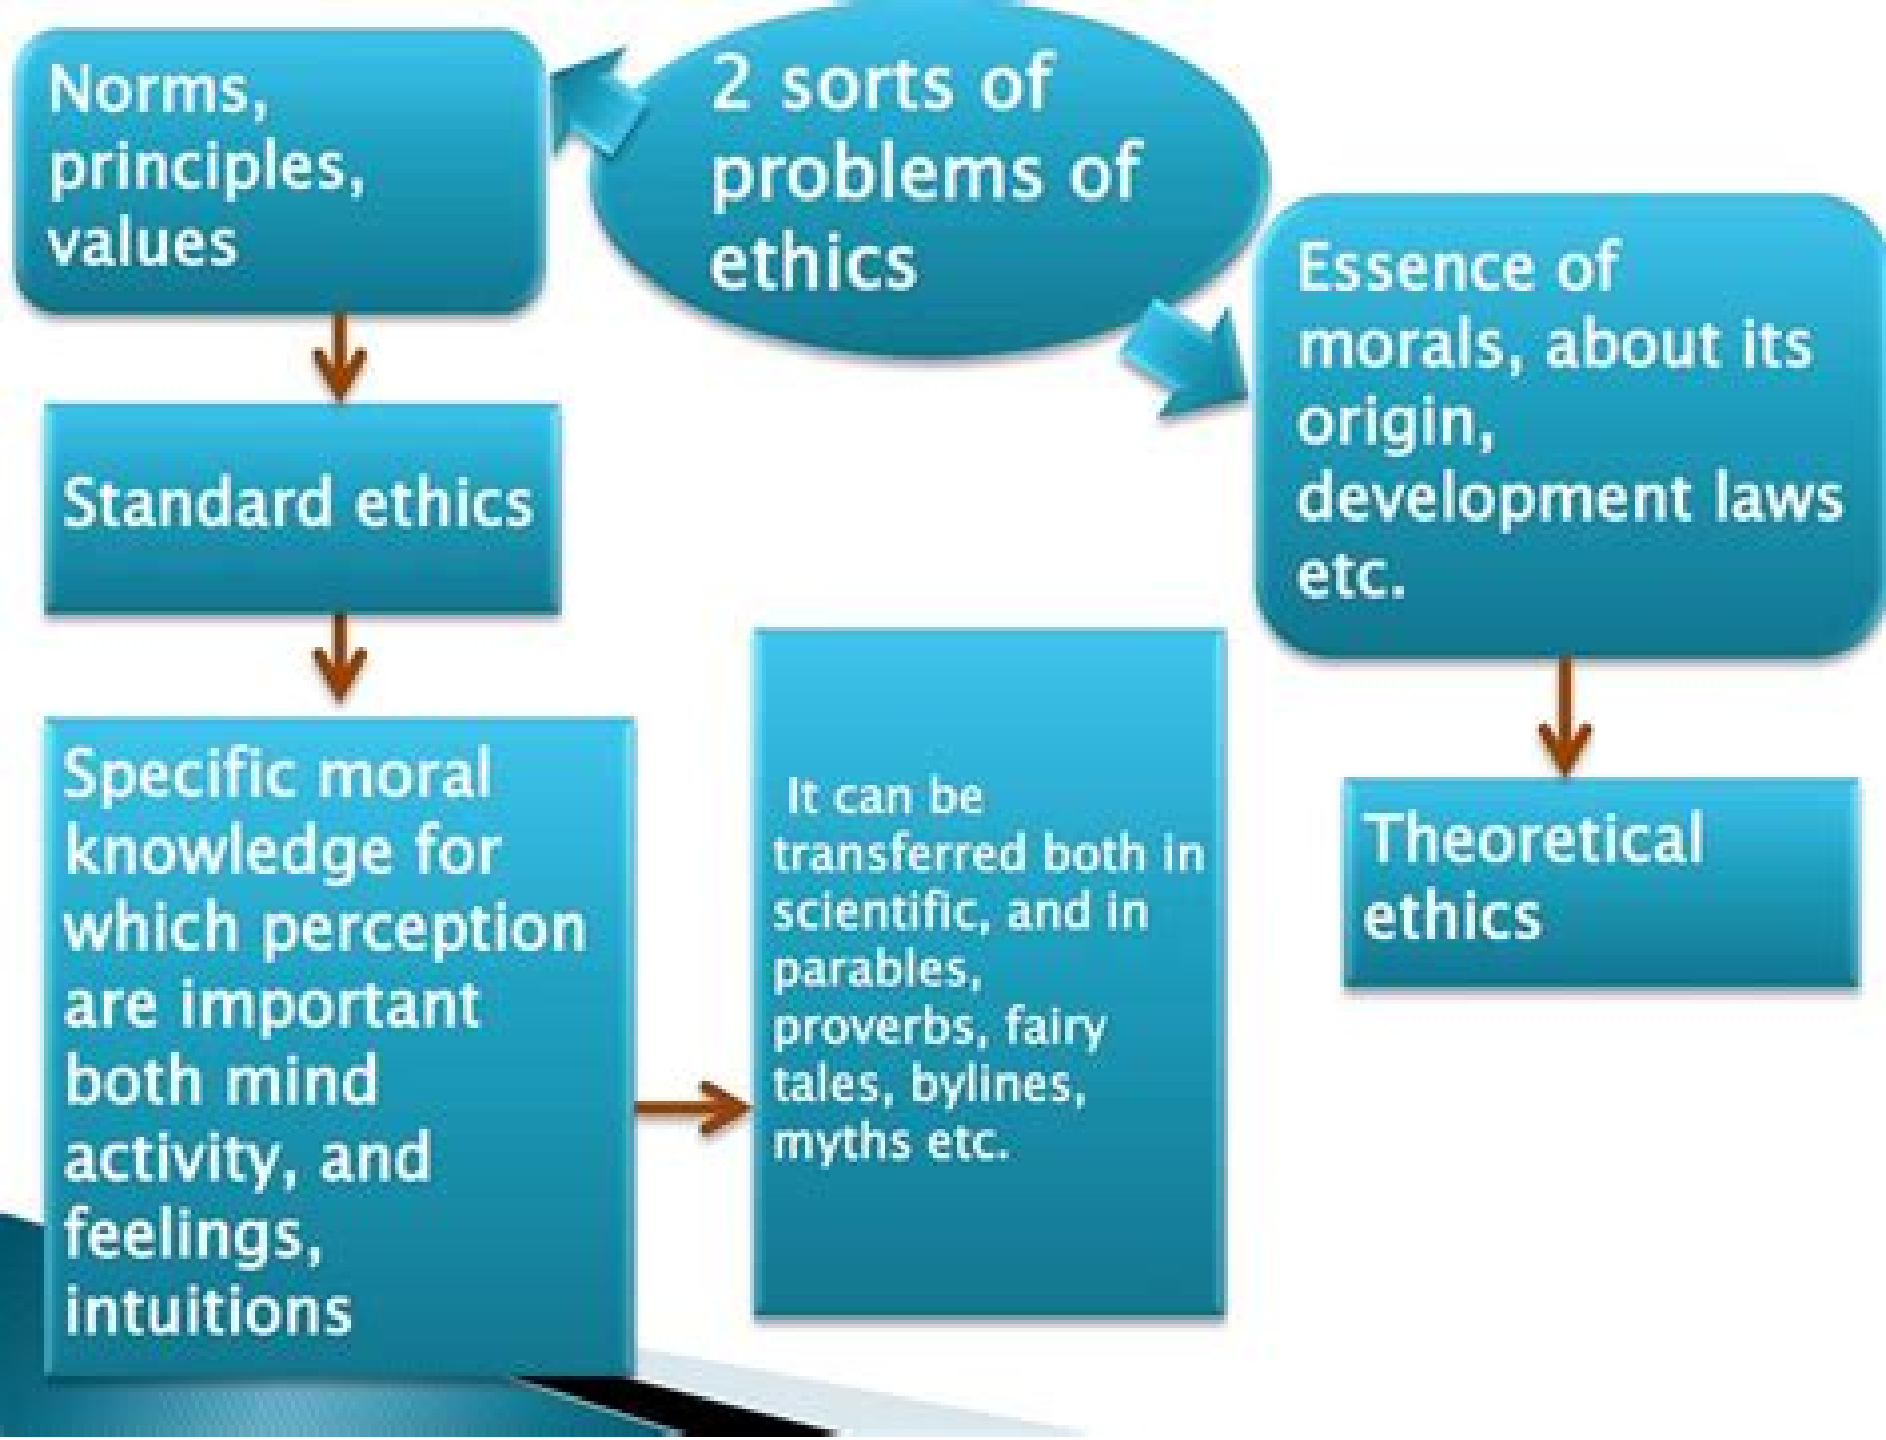 2 sorts of
problems of
ethics
Norms,
principles,
values
Standard ethics
Specific moral
knowledge for
which perception
are important
both mind
activity, and
feelings,
intuitions
It can be
transferred both in
scientific, and in
parables,
proverbs, fairy
tales, bylines,
myths etc.
Essence of
morals, about its
origin,
development laws
etc.
Theoretical
ethics